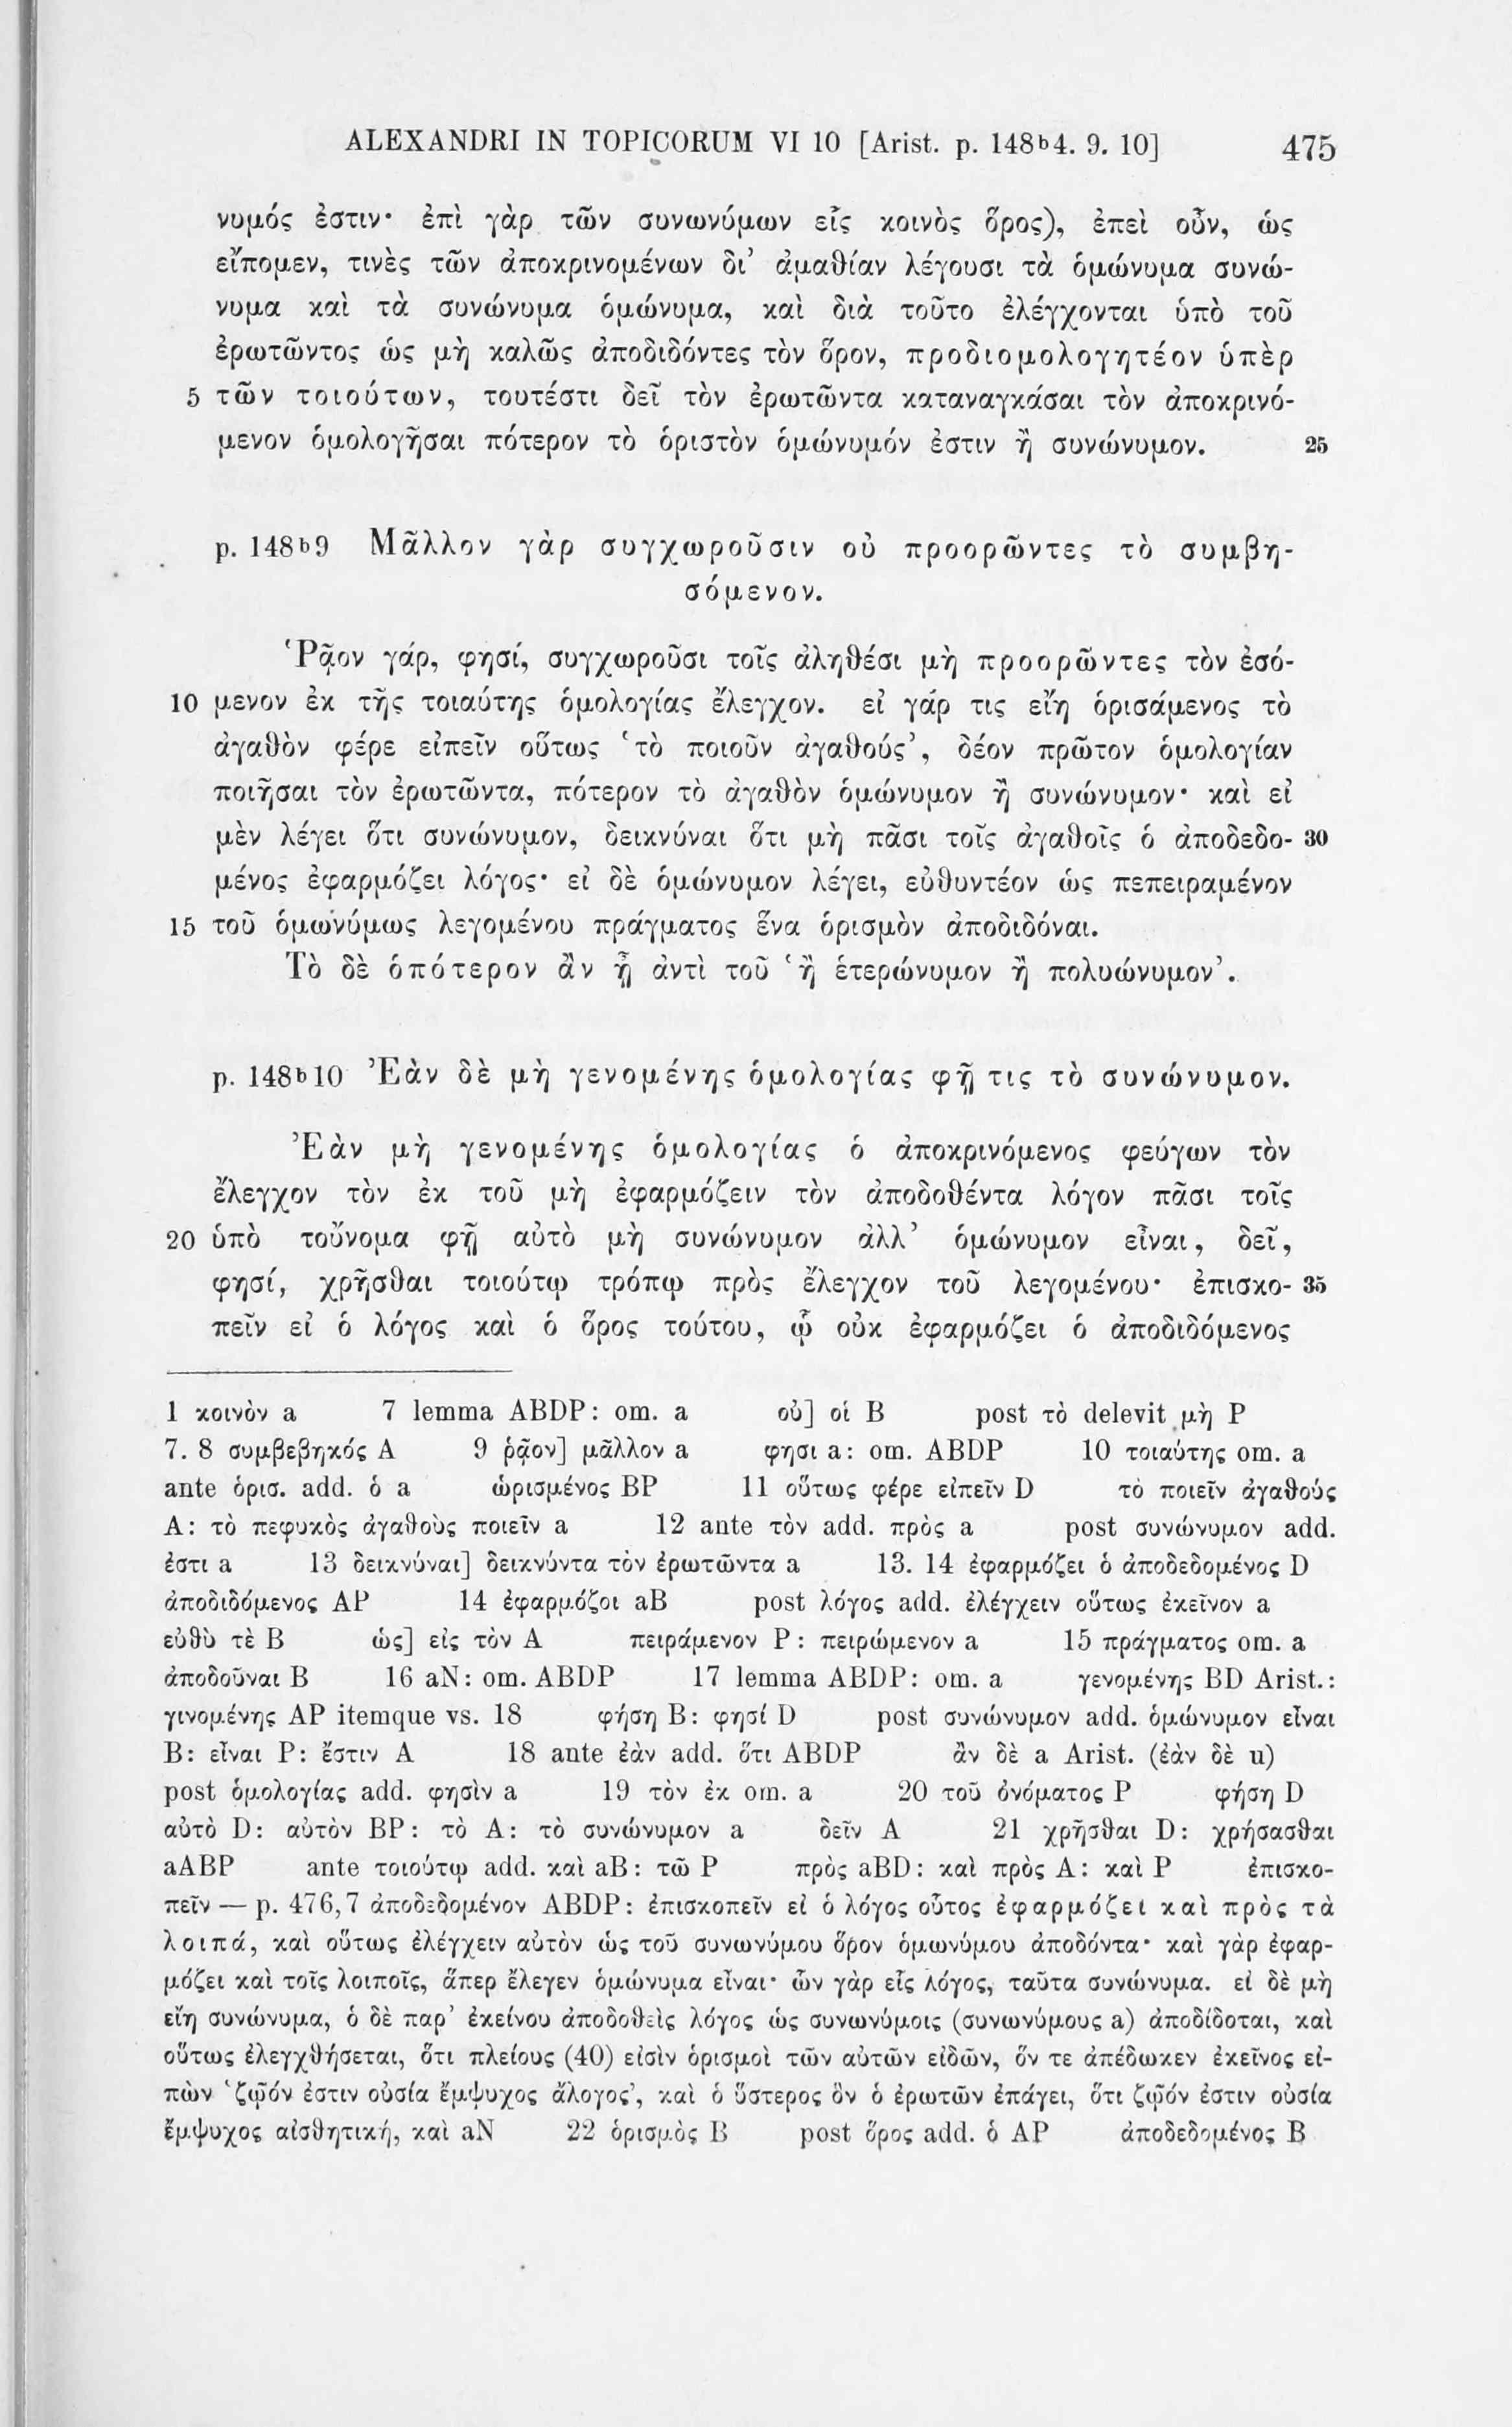 ALEXANDRI IN TOPICORUM VI 10 [Arist. p. 148ᵇ4. 9. 10] 475
νυμός ἐστιν· ἐπὶ γὰρ τῶν συνωνύμων εἷς κοινὸς ὅρος), ἐπεὶ οὖν, ὡς
εἴπομεν, τινὲς τῶν ἀποκρινομένων δι’ ἀμαθίαν λέγουσι τὰ ὁμώνυμα συνώ-
νυμα καὶ τὰ συνώνυμα ὁμώνυμα, καὶ διὰ τοῦτο ἐλέγχονται ὑπὸ τοῦ
ἐρωτῶντος ὡς μὴ καλῶς ἀποδιδόντες τὸν ὅρον, προδιομολογητέον ὑπὲρ
5 τῶν τοιούτων, τουτέστι δεῖ τὸν ἐρωτῶντα καταναγκάσαι τὸν ἀποκρινό-
μενον ὁμολογῆσαι πότερον τὸ ὁριστὸν ὁμώνυμόν ἐστιν ἢ συνώνυμον. 25
p. 148ᵇ9 Μᾶλλον γὰρ συγχωροῦσιν οὐ προορῶντες τὸ συμβη-
σόμενον.
Ῥᾷον γάρ, φησί, συγχωροῦσι τοῖς ἀληθέσι μὴ προορῶντες τὸν ἐσό-
10 μενον ἐκ τῆς τοιαύτης ὁμολογίας ἔλεγχον. εἰ γάρ τις εἴη ὁρισάμενος τὸ
ἀγαθὸν φέρε εἰπεῖν οὕτως ‘τὸ ποιοῦν ἀγαθούς’, δέον πρῶτον ὁμολογίαν
ποιῆσαι τὸν ἐρωτῶντα, πότερον τὸ ἀγαθὸν ὁμώνυμον ἢ συνώνυμον· καὶ εἰ
μὲν λέγει ὅτι συνώνυμον, δεικνύναι ὅτι μὴ πᾶσι τοῖς ἀγαθοῖς ὁ ἀποδεδο- 30
μένος ἐφαρμόζει λόγος· εἰ δὲ ὁμώνυμον λέγει, εὐθυντέον ὡς πεπειραμένον
15 τοῦ ὁμωνύμως λεγομένου πράγματος ἕνα ὁρισμὸν ἀποδιδόναι.
Τὸ δὲ ὁπότερον ἂν ᾖ ἀντὶ τοῦ ‘ἢ ἑτερώνυμον ἢ πολυώνυμον’.
p. 148ᵇ10 Ἐὰν δὲ μὴ γενομένης ὁμολογίας φῇ τις τὸ συνώνυμον.
Ἐὰν μὴ γενομένης ὁμολογίας ὁ ἀποκρινόμενος φεύγων τὸν
ἔλεγχον τὸν ἐκ τοῦ μὴ ἐφαρμόζειν τὸν ἀποδοθέντα λόγον πᾶσι τοῖς
20 ὑπὸ τοὔνομα φῇ αὐτὸ μὴ συνώνυμον ἀλλ’ ὁμώνυμον εἶναι, δεῖ,
φησί, χρῆσθαι τοιούτῳ τρόπῳ πρὸς ἔλεγχον τοῦ λεγομένου· ἐπισκο- 35
πεῖν εἰ ὁ λόγος καὶ ὁ ὅρος τούτου, ᾧ οὐκ ἐφαρμόζει ὁ ἀποδιδόμενος
1 κοινὸν a 7 lemma ABDP: om. a οὐ] οἱ B post τὸ delevit μὴ P
7. 8 συμβεβηκός A 9 ῥᾷον] μᾶλλον a φησι a: om. ABDP 10 τοιαύτης om. a
ante ὁρισ. add. ὁ a ὡρισμένος BP 11 οὕτως φέρε εἰπεῖν D τὸ ποιεῖν ἀγαθούς
A: τὸ πεφυκὸς ἀγαθοὺς ποιεῖν a 12 ante τὸν add. πρὸς a post συνώνυμον add.
ἐστι a 13 δεικνύναι] δεικνύντα τὸν ἐρωτῶντα a 13. 14 ἐφαρμόζει ὁ ἀποδεδομένος D
ἀποδιδόμενος AP 14 ἐφαρμόζοι aB post λόγος add. ἐλέγχειν οὕτως ἐκεῖνον a
εὐθὺ τὲ B ὡς] εἰς τὸν A πειράμενον P: πειρώμενον a 15 πράγματος om. a
ἀποδοῦναι B 16 aN: om. ABDP 17 lemma ABDP: om. a γενομένης BD Arist.:
γινομένης AP itemque vs. 18 φήση B: φησί D post συνώνυμον add. ὁμώνυμον εἶναι
B: εἶναι P: ἔστιν A 18 ante ἐὰν add. ὅτι ABDP ἂν δὲ a Arist. (ἐὰν δὲ u)
post ὁμολογίας add. φησὶν a 19 τὸν ἐκ om. a 20 τοῦ ὀνόματος P φήση D
αὐτὸ D: αὐτὸν BP: τὸ A: τὸ συνώνυμον a δεῖν A 21 χρῆσθαι D: χρήσασθαι
aABP ante τοιούτῳ add. καὶ aB: τῶ P πρὸς aBD: καὶ πρὸς A: καὶ P ἐπισκο-
πεῖν — p. 476,7 ἀποδεδομένον ABDP: ἐπισκοπεῖν εἰ ὁ λόγος οὗτος ἐφαρμόζει καὶ πρὸς τὰ
λοιπά, καὶ οὕτως ἐλέγχειν αὐτὸν ὡς τοῦ συνωνύμου ὅρον ὁμωνύμου ἀποδόντα· καὶ γὰρ ἐφαρ-
μόζει καὶ τοῖς λοιποῖς, ἅπερ ἔλεγεν ὁμώνυμα εἶναι· ὧν γὰρ εἷς λόγος, ταῦτα συνώνυμα. εἰ δὲ μὴ
εἴη συνώνυμα, ὁ δὲ παρ’ ἐκείνου ἀποδοθεὶς λόγος ὡς συνωνύμοις (συνωνύμους a) ἀποδίδοται, καὶ
οὕτως ἐλεγχθήσεται, ὅτι πλείους (40) εἰσὶν ὁρισμοὶ τῶν αὐτῶν εἰδῶν, ὅν τε ἀπέδωκεν ἐκεῖνος εἰ-
πὼν ‘ζῷόν ἐστιν οὐσία ἔμψυχος ἄλογος’, καὶ ὁ ὕστερος ὃν ὁ ἐρωτῶν ἐπάγει, ὅτι ζῷόν ἐστιν οὐσία
ἔμψυχος αἰσθητική, καὶ aN 22 ὁρισμὸς B post ὅρος add. ὁ AP ἀποδεδομένος B